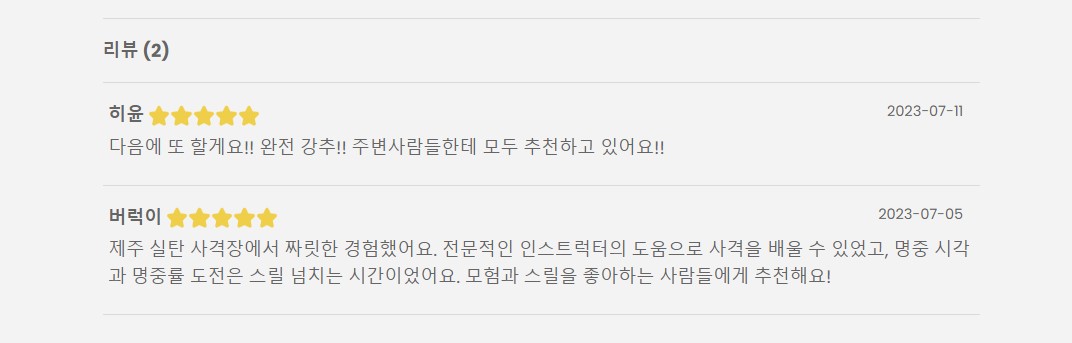 리뷰 (2)
히윤
2023-07-11
다음에 또 할게요!! 완전 강추!! 주변사람들한테 모두 추천하고 있어요!!
버럭이
2023-07-05
제주 실탄 사격장에서 짜릿한 경험했어요. 전문적인 인스트럭터의 도움으로 사격을 배울 수 있었고, 명중 시각
과 명중률 도전은 스릴 넘치는 시간이었어요. 모험과 스릴을 좋아하는 사람들에게 추천해요!